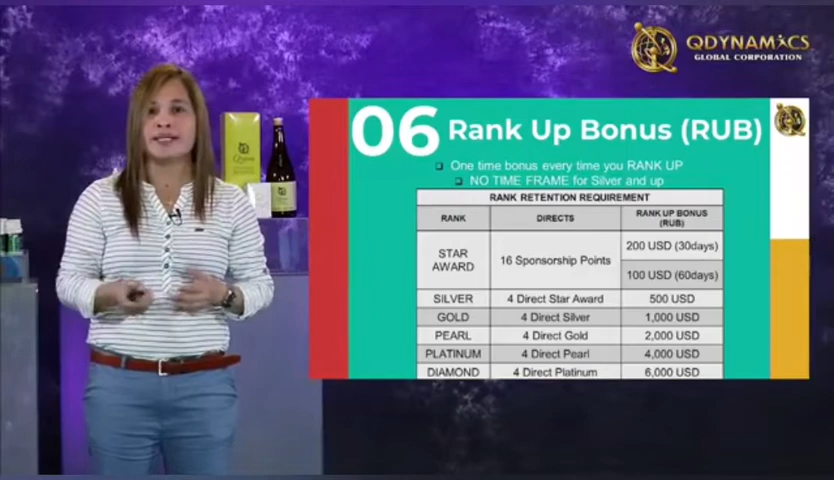 QDYNAMICS
GLOBAL CORPORATION
06 Rank Up Bonus (RUB)
One time bonus every time you RANK UP
NO TIME FRAME for Silver and up
RANK RETENTION REQUIREMENT
RANK DIRECTS RANK UP BONUS (RUB)
STAR AWARD 16 Sponsorship Points 200 USD (30days)
100 USD (60days)
SILVER 4 Direct Star Award 500 USD
GOLD 4 Direct Silver 1,000 USD
PEARL 4 Direct Gold 2,000 USD
PLATINUM 4 Direct Pearl 4,000 USD
DIAMOND 4 Direct Platinum 6,000 USD